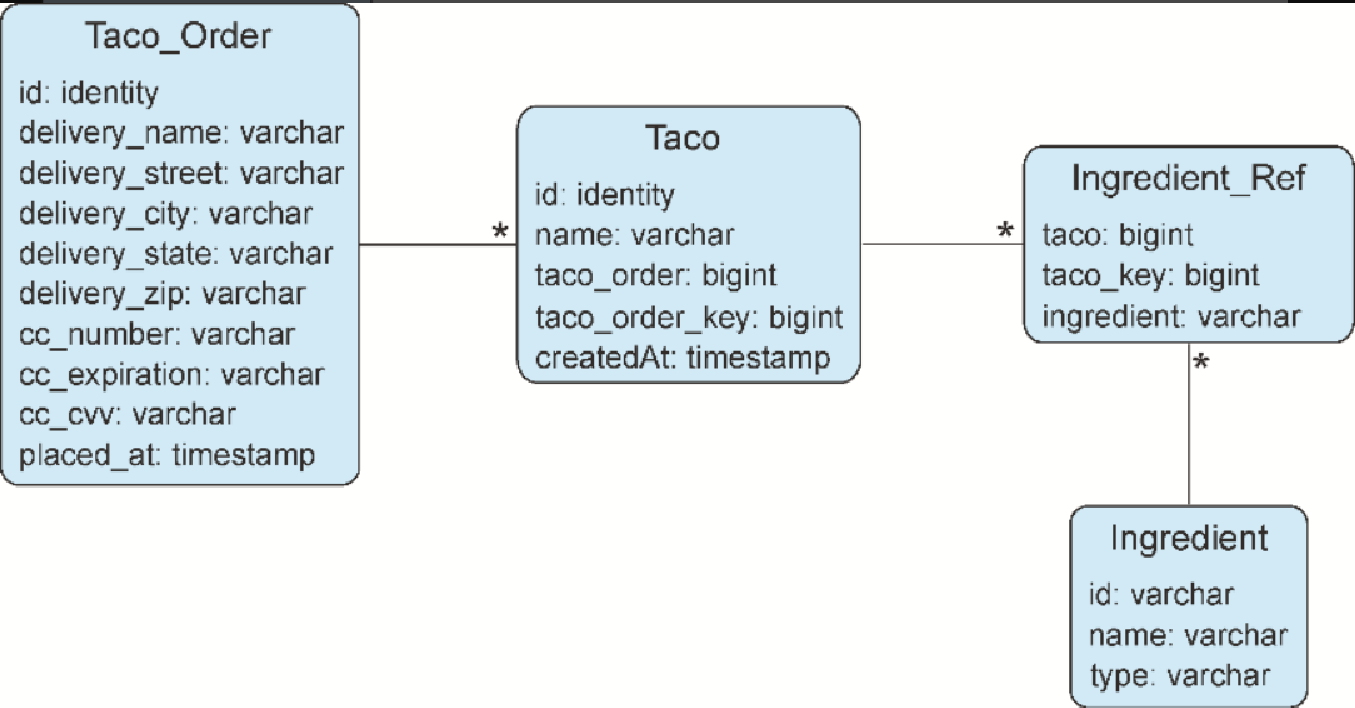 Taco_Order
id: identity
delivery_name: varchar
delivery_street: varchar
delivery_city: varchar
delivery_state: varchar
delivery_zip: varchar
cc_number: varchar
cc_expiration: varchar
cc_cvv: varchar
placed_at: timestamp
*
Taco
id: identity
name: varchar
taco_order: bigint
taco_order_key: bigint
createdAt: timestamp
*
Ingredient_Ref
taco: bigint
taco_key: bigint
ingredient: varchar
*
Ingredient
id: varchar
name: varchar
type: varchar